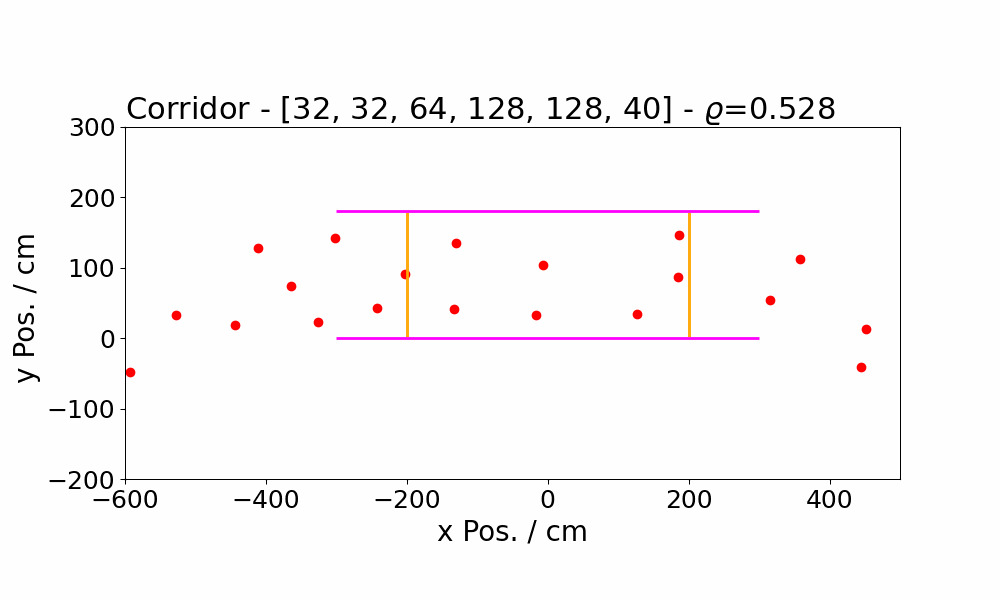 Corridor - [32, 32, 64, 128, 128, 40] - ϱ=0.528
300
200
100
0
−100
−200
y Pos. / cm
−600 −400 −200 0 200 400
x Pos. / cm